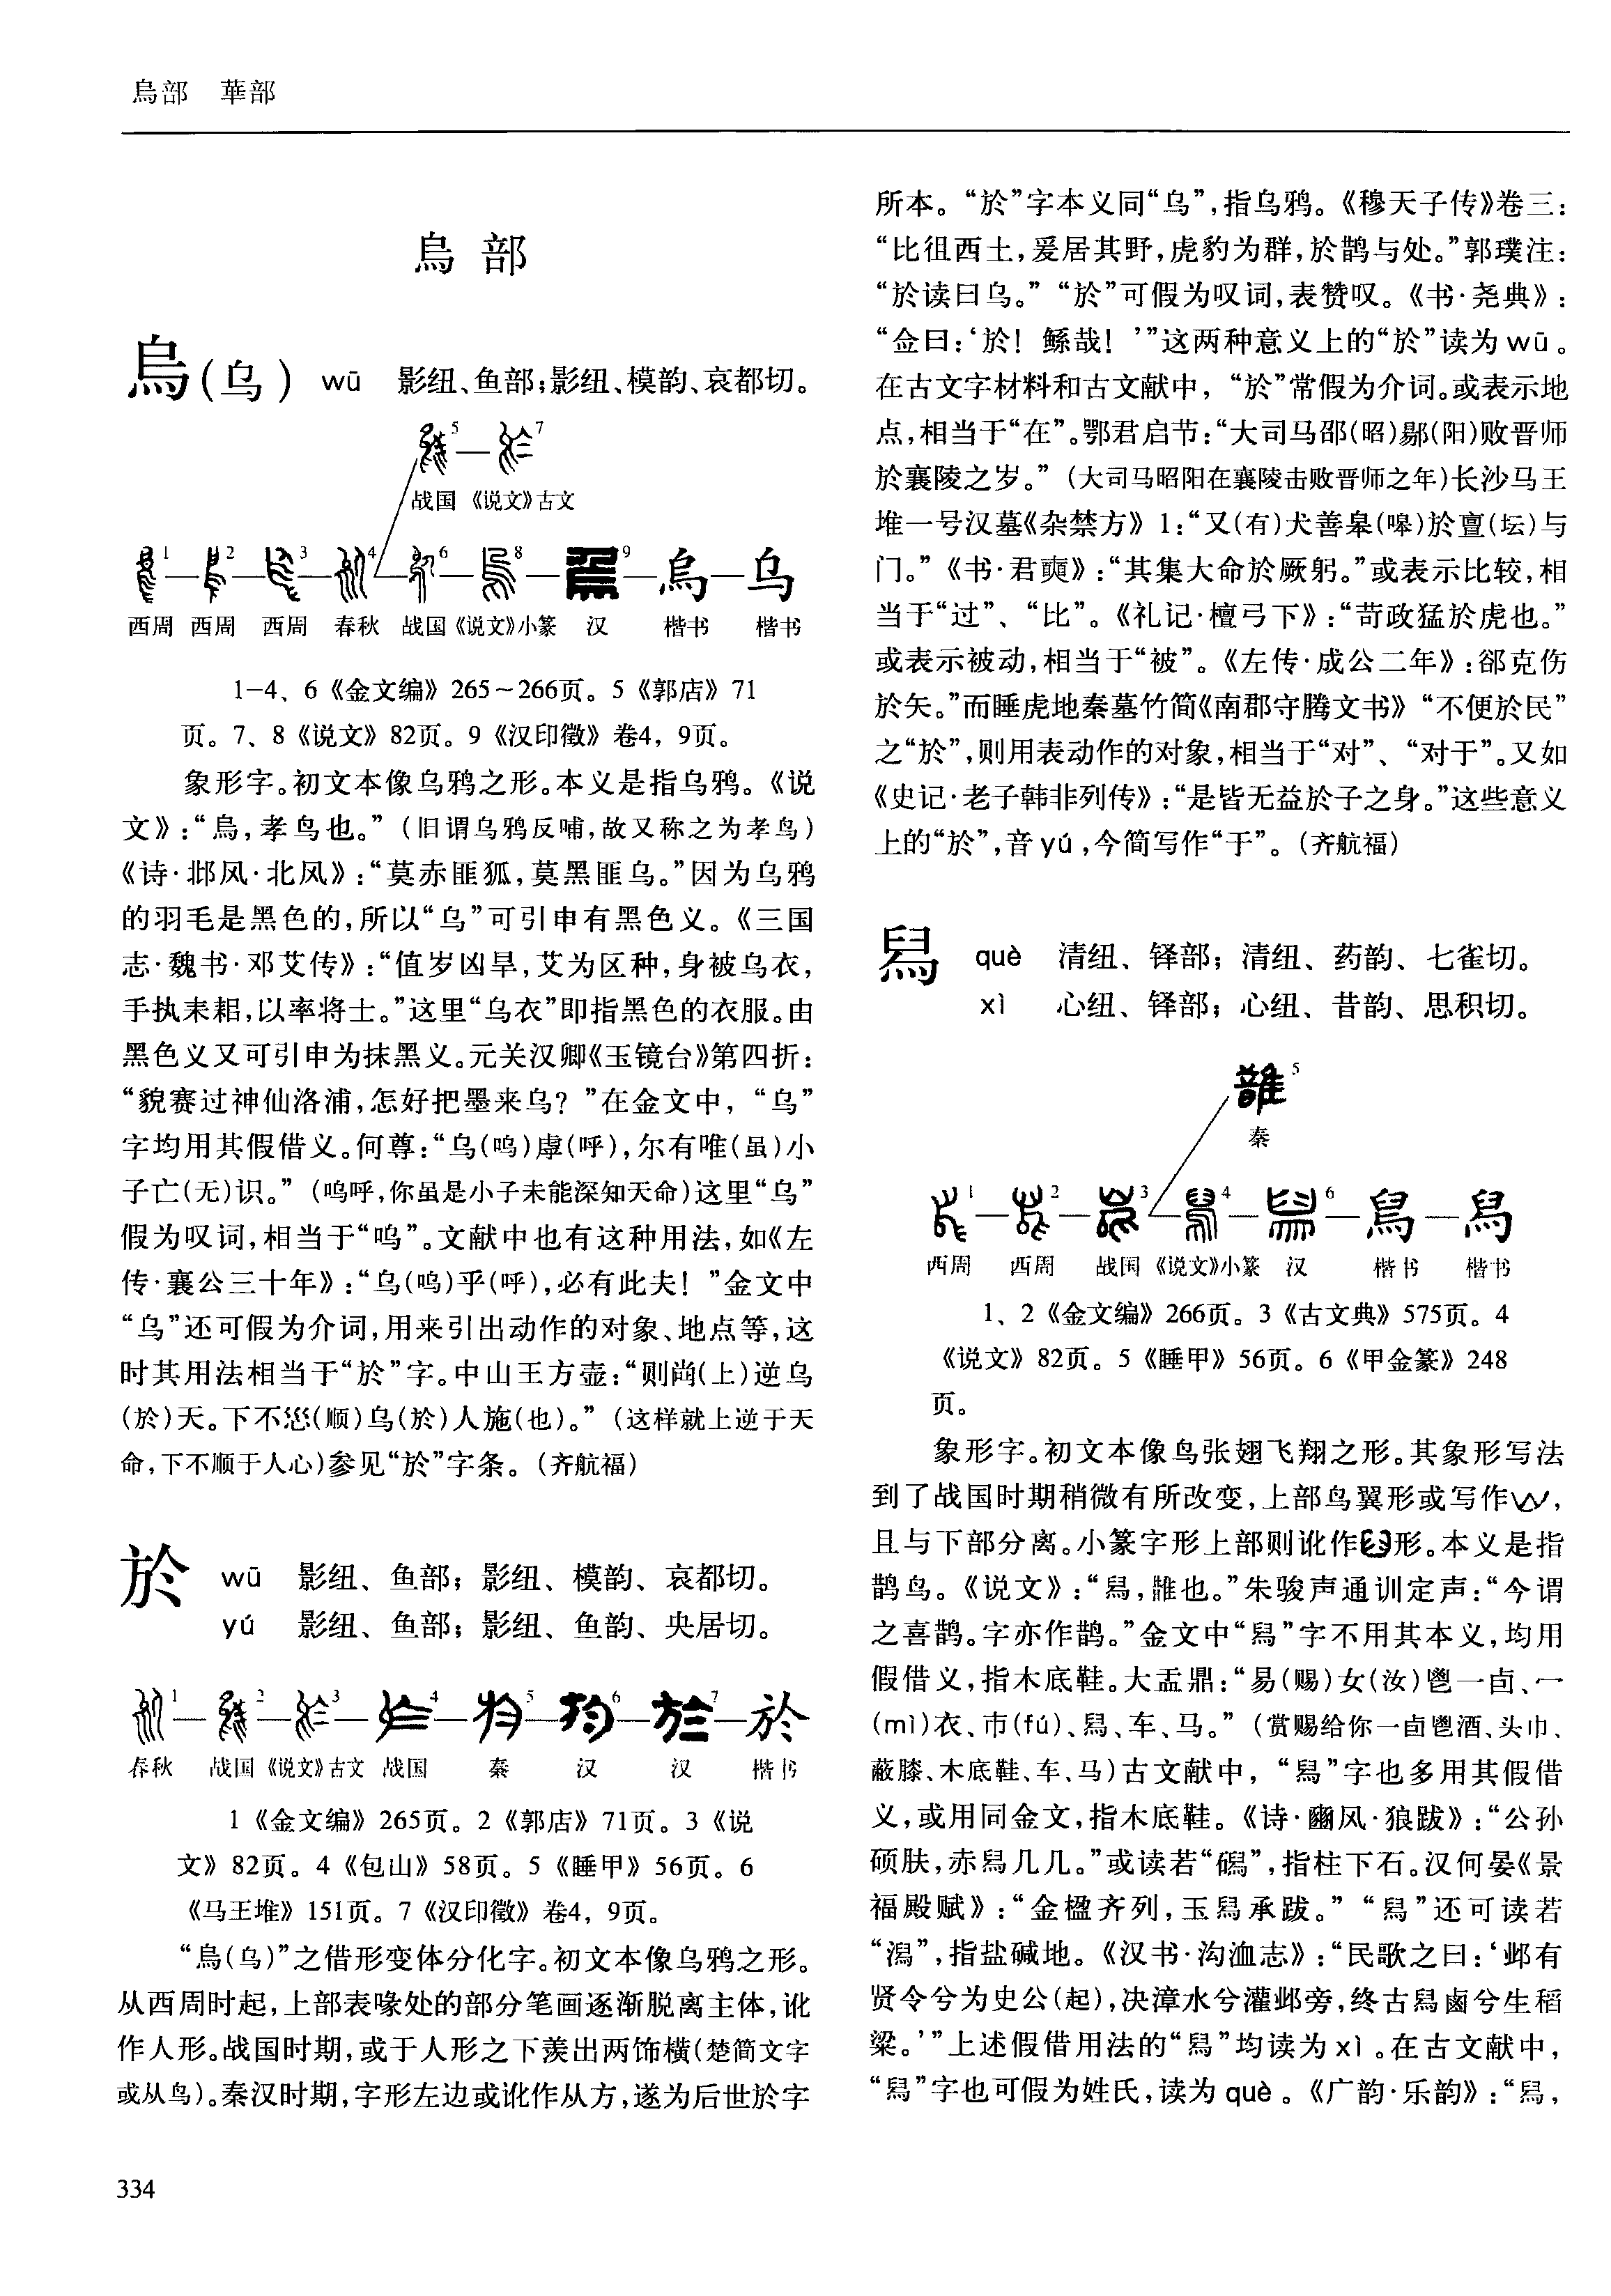 烏部　華部
烏 部
烏(乌) wū 影纽、鱼部;影纽、模韵、哀都切。
5 7
战国 《说文》古文
1 2 3 4 6 8 9 烏 乌
西周 西周 西周 春秋 战国《说文》小篆 汉 楷书 楷书
1-4、6《金文编》265~266页。5《郭店》71
页。7、8《说文》82页。9《汉印徵》卷4，9页。
象形字。初文本像乌鸦之形。本义是指乌鸦。《说
文》:“烏,孝鸟也。”(旧谓乌鸦反哺,故又称之为孝鸟)
《诗·邶风·北风》:“莫赤匪狐,莫黑匪乌。”因为乌鸦
的羽毛是黑色的,所以“乌”可引申有黑色义。《三国
志·魏书·邓艾传》:“值岁凶旱,艾为区种,身被乌衣,
手执耒耜,以率将士。”这里“乌衣”即指黑色的衣服。由
黑色义又可引申为抹黑义。元关汉卿《玉镜台》第四折:
“貌赛过神仙洛浦,怎好把墨来乌？”在金文中，“乌”
字均用其假借义。何尊:“乌(呜)虖(呼),尔有唯(虽)小
子亡(无)识。”(呜呼,你虽是小子未能深知天命)这里“乌”
假为叹词,相当于“呜”。文献中也有这种用法,如《左
传·襄公三十年》:“乌(呜)乎(呼),必有此夫！”金文中
“乌”还可假为介词,用来引出动作的对象、地点等,这
时其用法相当于“於”字。中山王方壶:“则尚(上)逆乌
(於)天。下不(顺)乌(於)人施(也)。”(这样就上逆于天
命,下不顺于人心)参见“於”字条。(齐航福)
於 wū 影纽、鱼部；影纽、模韵、哀都切。
yú 影纽、鱼部；影纽、鱼韵、央居切。
1 2 3 4 5 6 7 於
春秋 战国《说文》古文 战国 秦 汉 汉 楷书
1《金文编》265页。2《郭店》71页。3《说
文》82页。4《包山》58页。5《睡甲》56页。6
《马王堆》151页。7《汉印徵》卷4，9页。
“烏(乌)”之借形变体分化字。初文本像乌鸦之形。
从西周时起,上部表喙处的部分笔画逐渐脱离主体,讹
作人形。战国时期,或于人形之下羡出两饰横(楚简文字
或从鸟)。秦汉时期,字形左边或讹作从方,遂为后世於字
所本。“於”字本义同“乌”,指乌鸦。《穆天子传》卷三:
“比徂西土,爰居其野,虎豹为群,於鹊与处。”郭璞注:
“於读曰乌。”“於”可假为叹词,表赞叹。《书·尧典》:
“佥曰:‘於！鲧哉！’”这两种意义上的“於”读为wū。
在古文字材料和古文献中，“於”常假为介词。或表示地
点,相当于“在”。鄂君启节:“大司马邵(昭)鄎(阳)败晋师
於襄陵之岁。”(大司马昭阳在襄陵击败晋师之年)长沙马王
堆一号汉墓《杂禁方》1:“又(有)犬善皋(嗥)於亶(坛)与
门。”《书·君奭》:“其集大命於厥躬。”或表示比较,相
当于“过”、“比”。《礼记·檀弓下》:“苛政猛於虎也。”
或表示被动,相当于“被”。《左传·成公二年》:郤克伤
於矢。”而睡虎地秦墓竹简《南郡守腾文书》“不便於民”
之“於”,则用表动作的对象,相当于“对”、“对于”。又如
《史记·老子韩非列传》:“是皆无益於子之身。”这些意义
上的“於”,音yú,今简写作“于”。(齐航福)
舄 què 清纽、铎部；清纽、药韵、七雀切。
xì 心纽、铎部；心纽、昔韵、思积切。
5
秦
1 2 3 4 6 舄 舄
西周 西周 战国《说文》小篆 汉 楷书 楷书
1、2《金文编》266页。3《古文典》575页。4
《说文》82页。5《睡甲》56页。6《甲金篆》248
页。
象形字。初文本像鸟张翅飞翔之形。其象形写法
到了战国时期稍微有所改变,上部鸟翼形或写作,
且与下部分离。小篆字形上部则讹作形。本义是指
鹊鸟。《说文》:“舄,䧿也。”朱骏声通训定声:“今谓
之喜鹊。字亦作鹊。”金文中“舄”字不用其本义,均用
假借义,指木底鞋。大盂鼎:“易(赐)女(汝)鬯一卣、冖
(mì)衣、巿(fú)、舄、车、马。”(赏赐给你一卣鬯酒、头巾、
蔽膝、木底鞋、车、马)古文献中，“舄”字也多用其假借
义,或用同金文,指木底鞋。《诗·豳风·狼跋》:“公孙
硕肤,赤舄几几。”或读若“磶”,指柱下石。汉何晏《景
福殿赋》:“金楹齐列,玉舄承跋。”“舄”还可读若
“潟”,指盐碱地。《汉书·沟洫志》:“民歌之曰:‘邺有
贤令兮为史公(起),决漳水兮灌邺旁,终古舄卤兮生稻
粱。’”上述假借用法的“舄”均读为xì。在古文献中,
“舄”字也可假为姓氏,读为què。《广韵·乐韵》:“舄,
334